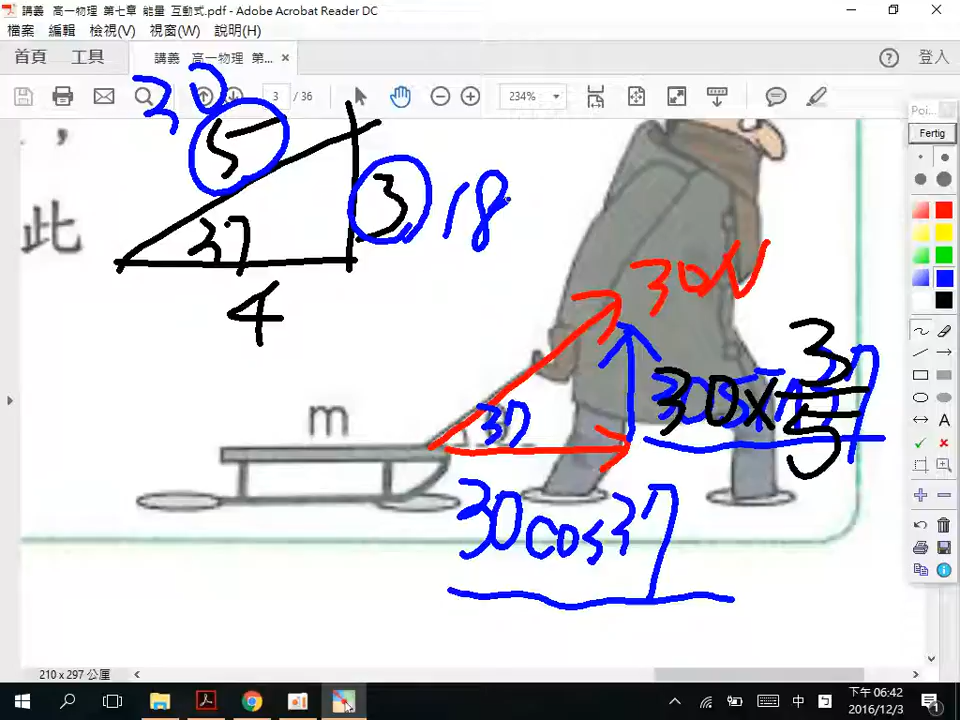 講義 高一物理 第七章 能量 互動式.pdf - Adobe Acrobat Reader DC
檔案 編輯 檢視(V) 視窗(W) 說明(H)
首頁 工具 講義 高一物理 第... × 登入
3 / 36 234%
Poi...
Fertig
30
5
3 18
37
4
此
，
30N
m
37
30×3/5
30cos37
A
210 x 297 公釐
中
下午 06:42
2016/12/3
1